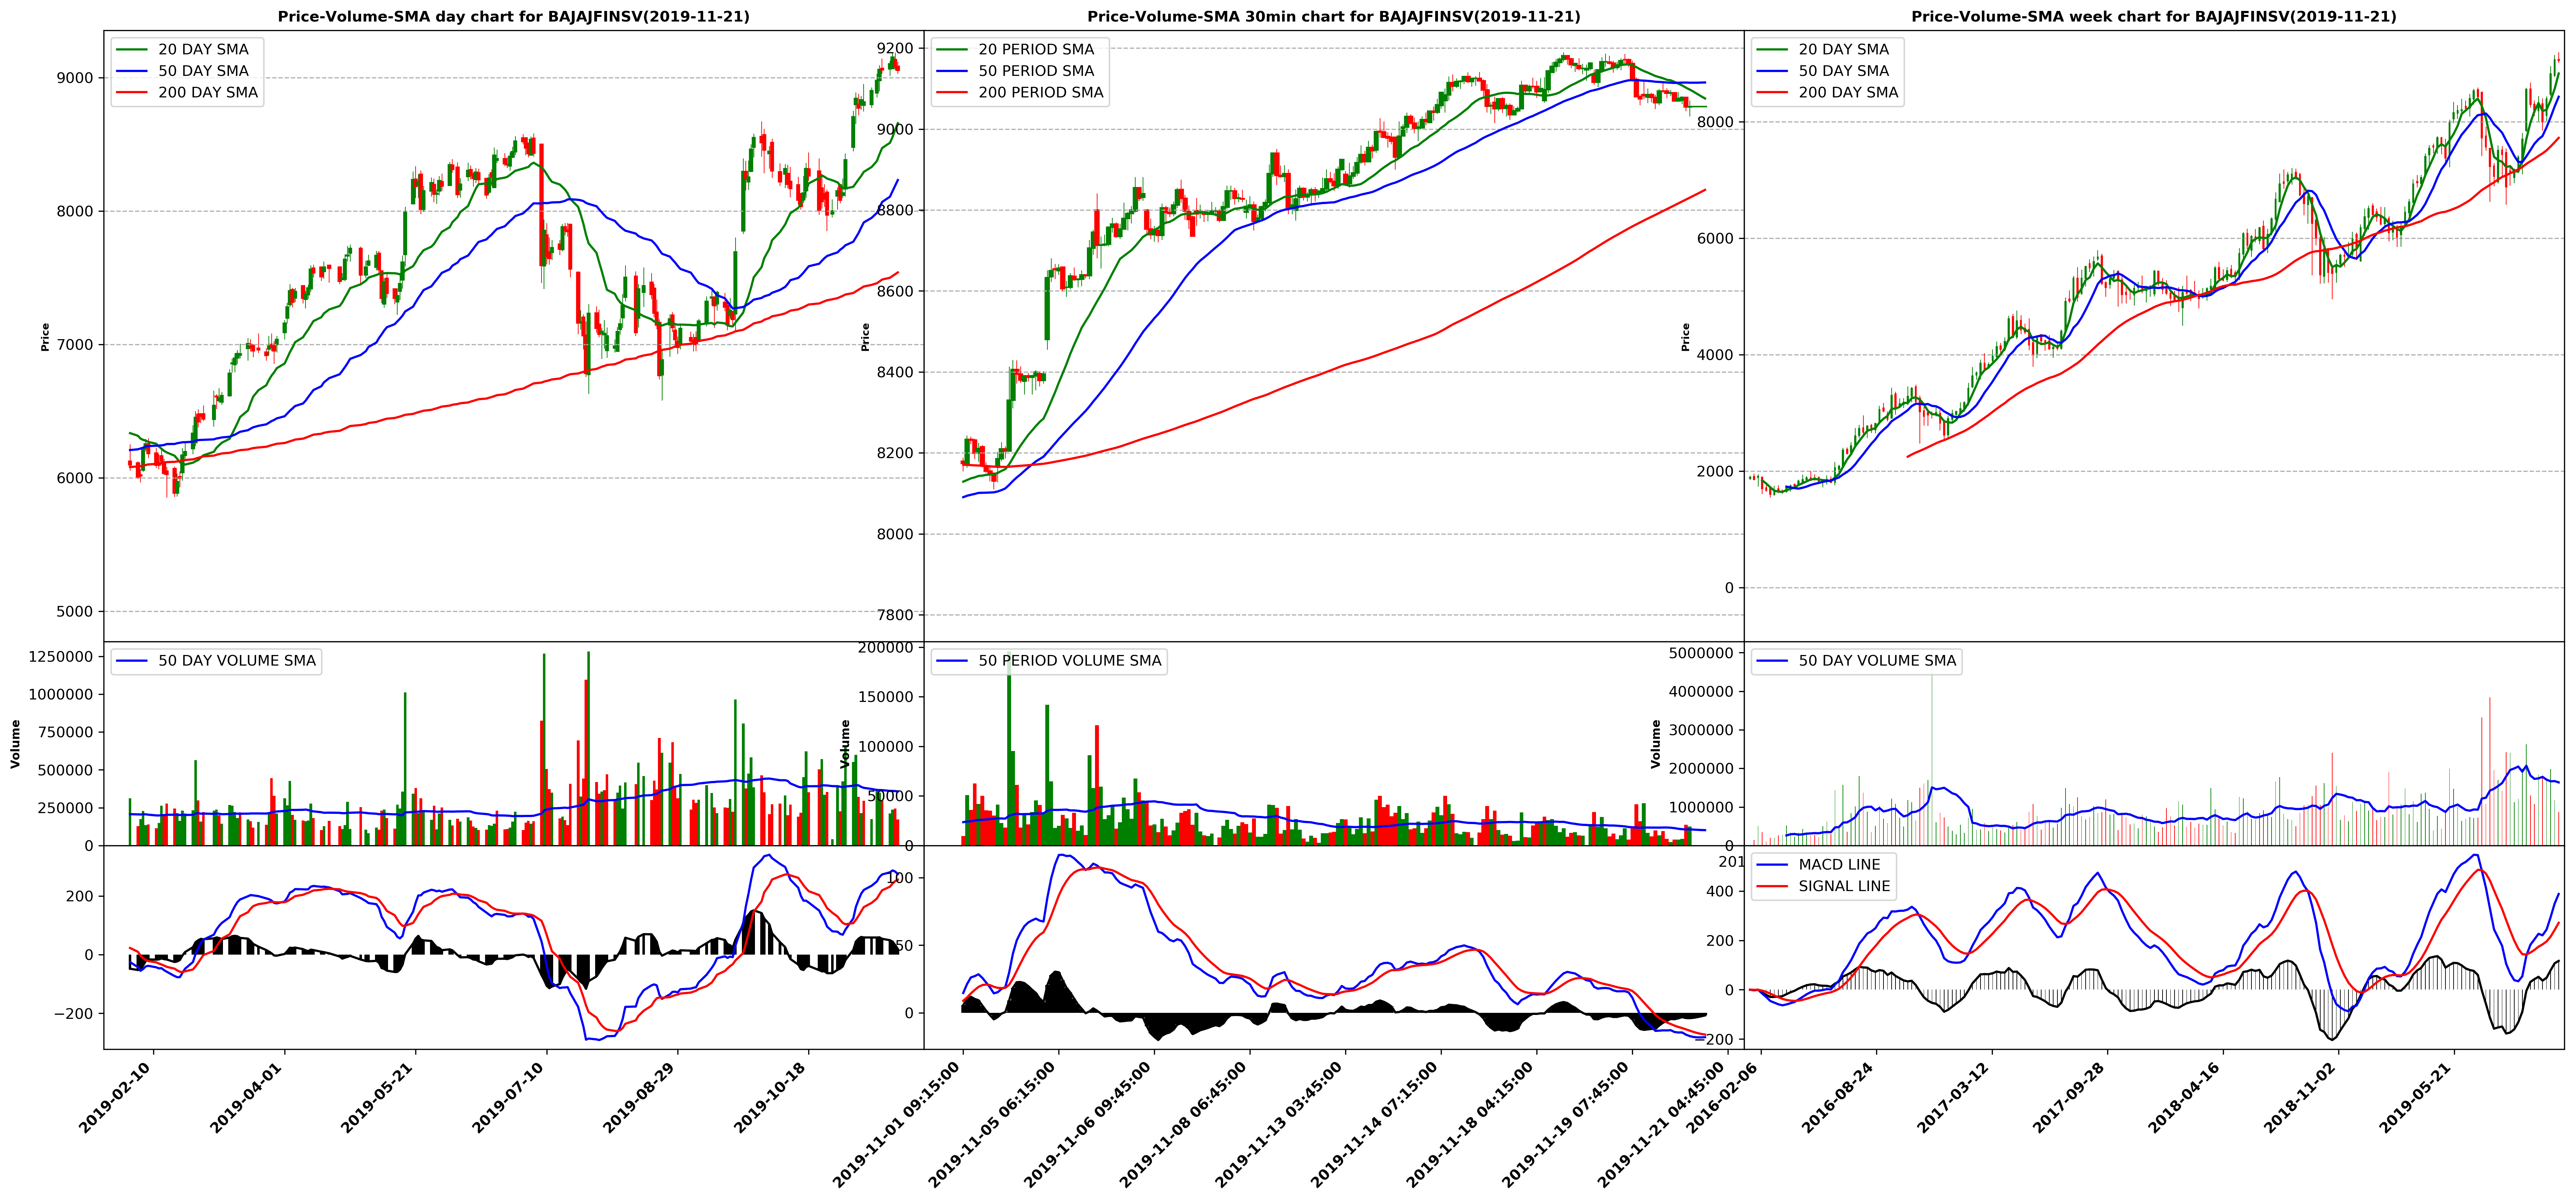 Price-Volume-SMA day chart for BAJAJFINSV(2019-11-21)
20 DAY SMA
50 DAY SMA
200 DAY SMA
9000
8000
7000
6000
5000
Price
50 DAY VOLUME SMA
1250000
1000000
750000
500000
250000
0
Volume
200
0
−200
2019-02-10
2019-04-01
2019-05-21
2019-07-10
2019-08-29
2019-10-18
Price-Volume-SMA 30min chart for BAJAJFINSV(2019-11-21)
20 PERIOD SMA
50 PERIOD SMA
200 PERIOD SMA
9200
9000
8800
8600
8400
8200
8000
7800
Price
50 PERIOD VOLUME SMA
200000
150000
100000
50000
0
Volume
100
50
0
2019-11-01 09:15:00
2019-11-05 06:15:00
2019-11-06 09:45:00
2019-11-08 06:45:00
2019-11-13 03:45:00
2019-11-14 07:15:00
2019-11-18 04:15:00
2019-11-19 07:45:00
2019-11-21 04:45:00
Price-Volume-SMA week chart for BAJAJFINSV(2019-11-21)
20 DAY SMA
50 DAY SMA
200 DAY SMA
8000
6000
4000
2000
0
Price
50 DAY VOLUME SMA
5000000
4000000
3000000
2000000
1000000
0
Volume
201
MACD LINE
SIGNAL LINE
400
200
0
−200
2016-02-06
2016-08-24
2017-03-12
2017-09-28
2018-04-16
2018-11-02
2019-05-21